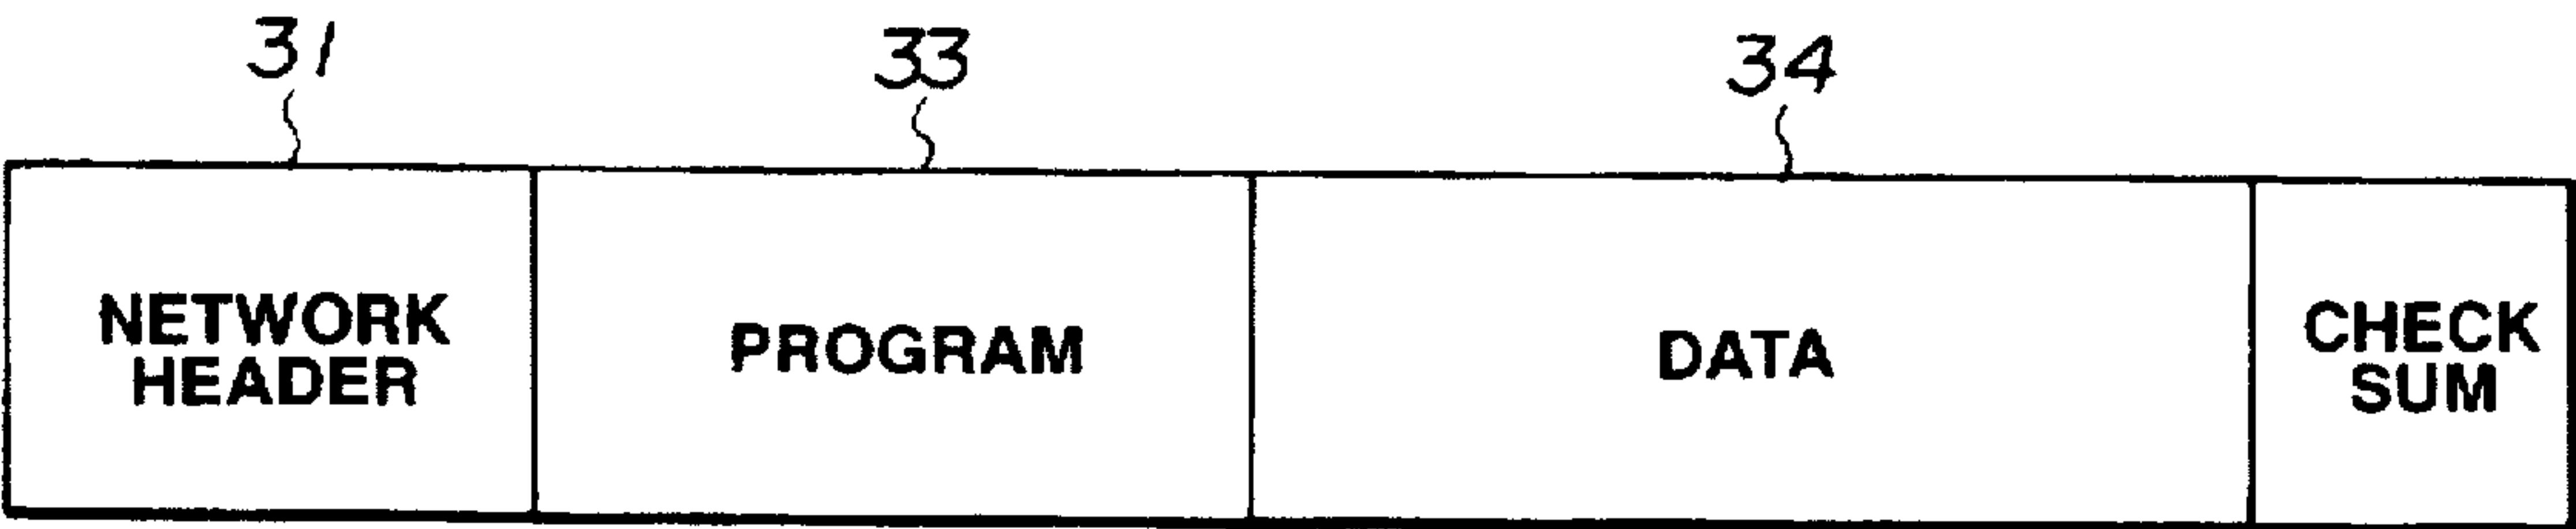 31 33 34
NETWORK
HEADER
PROGRAM
DATA
CHECK
SUM